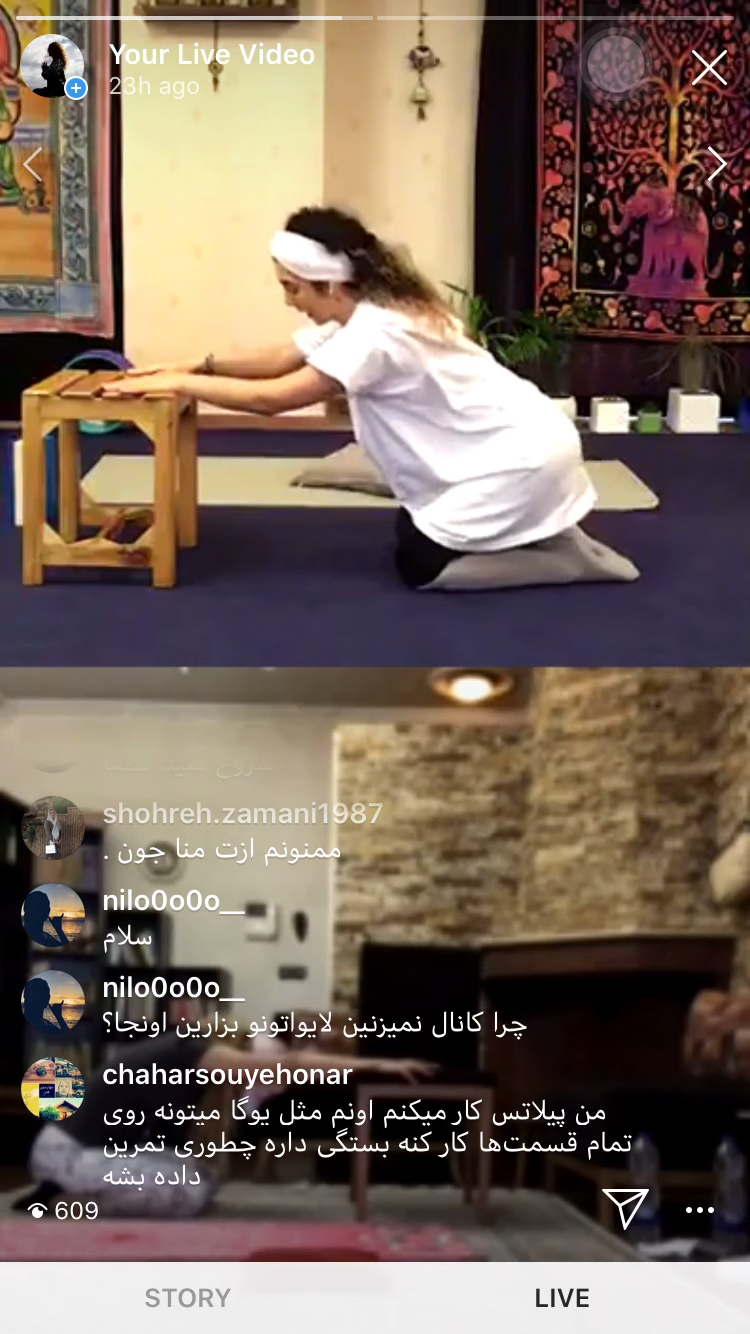 Your Live Video
23h ago
shohreh.zamani1987
ممنونم ازت منا جون .
nilo0o0o__
سلام
nilo0o0o__
چرا کانال نمیزنین لایواتونو بزارین اونجا؟
chaharsouyehonar
من پیلاتس کار میکنم اونم مثل یوگا میتونه روی
تمام قسمت‌ها کار کنه بستگی داره چطوری تمرین
داده بشه
609
STORY
LIVE